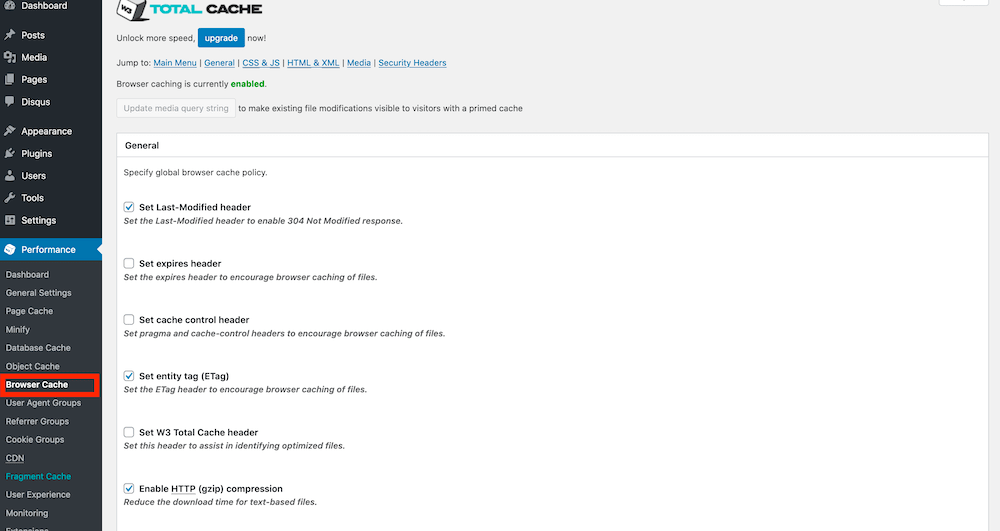 Dashboard
Posts
Media
Pages
Disqus
Appearance
Plugins
Users
Tools
Settings
Performance
Dashboard
General Settings
Page Cache
Minify
Database Cache
Object Cache
Browser Cache
User Agent Groups
Referrer Groups
Cookie Groups
CDN
Fragment Cache
User Experience
Monitoring
Extensions
W3 TOTAL CACHE
Unlock more speed, upgrade now!
Jump to: Main Menu | General | CSS & JS | HTML & XML | Media | Security Headers
Browser caching is currently enabled.
Update media query string to make existing file modifications visible to visitors with a primed cache
General
Specify global browser cache policy.
Set Last-Modified header
Set the Last-Modified header to enable 304 Not Modified response.
Set expires header
Set the expires header to encourage browser caching of files.
Set cache control header
Set pragma and cache-control headers to encourage browser caching of files.
Set entity tag (ETag)
Set the ETag header to encourage browser caching of files.
Set W3 Total Cache header
Set this header to assist in identifying optimized files.
Enable HTTP (gzip) compression
Reduce the download time for text-based files.